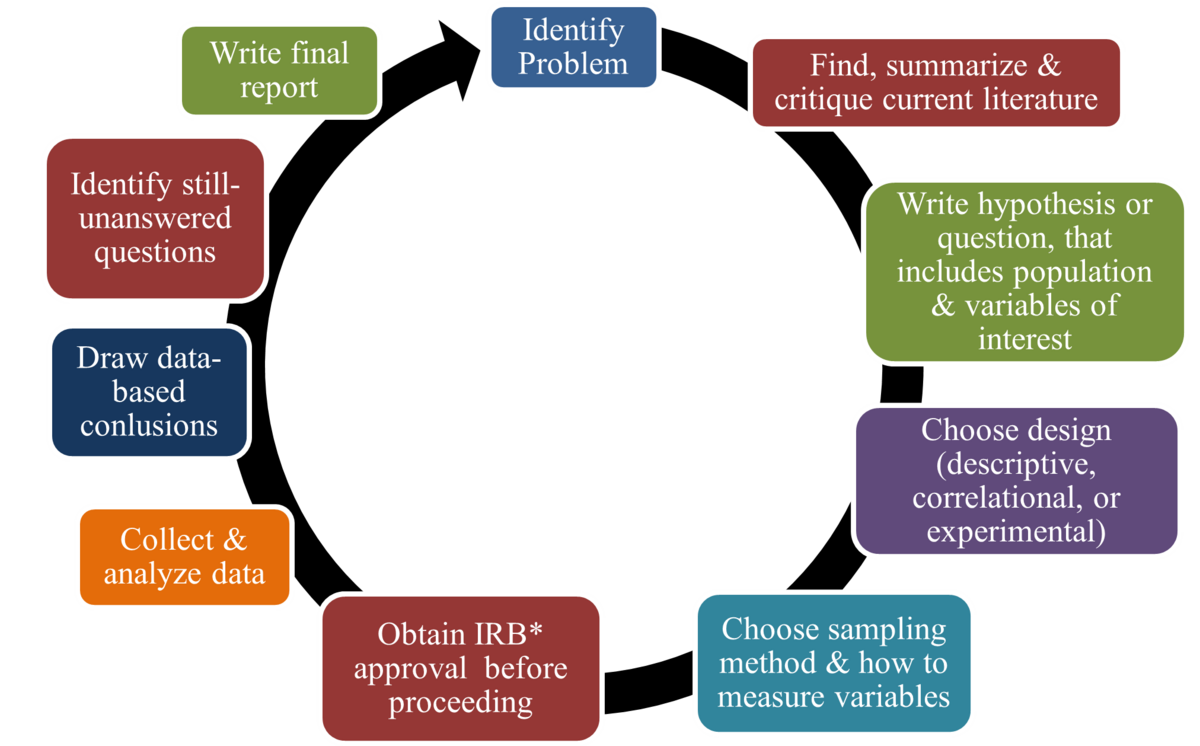 Identify
Problem
Find, summarize &
critique current literature
Write hypothesis or
question, that
includes population
& variables of
interest
Choose design
(descriptive,
correlational, or
experimental)
Choose sampling
method & how to
measure variables
Obtain IRB*
approval before
proceeding
Collect &
analyze data
Draw data-
based
conlusions
Identify still-
unanswered
questions
Write final
report